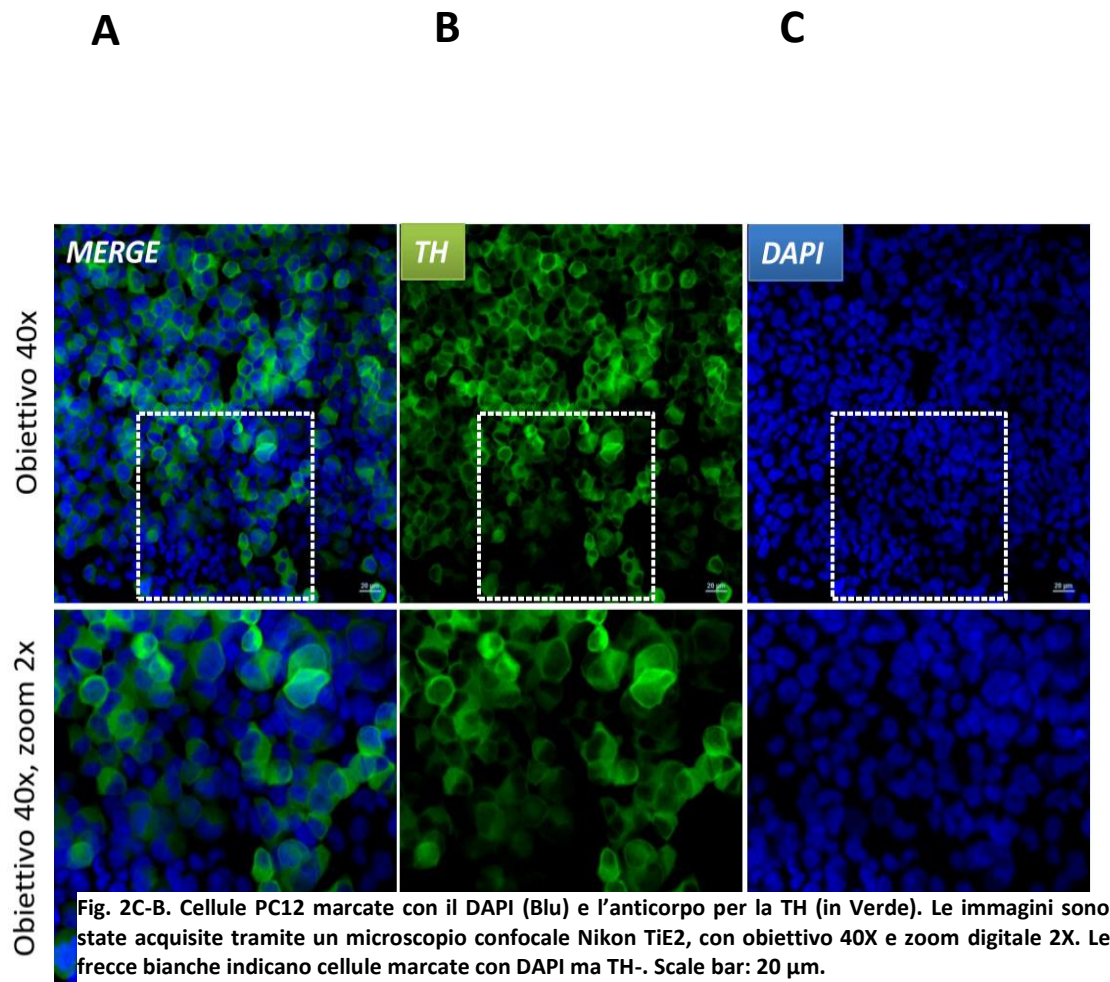 A B C
Obiettivo 40x
MERGE TH DAPI
20 µm 20 µm 20 µm
Obiettivo 40x, zoom 2x
Fig. 2C-B. Cellule PC12 marcate con il DAPI (Blu) e l’anticorpo per la TH (in Verde). Le immagini sono
state acquisite tramite un microscopio confocale Nikon TiE2, con obiettivo 40X e zoom digitale 2X. Le
frecce bianche indicano cellule marcate con DAPI ma TH-. Scale bar: 20 µm.